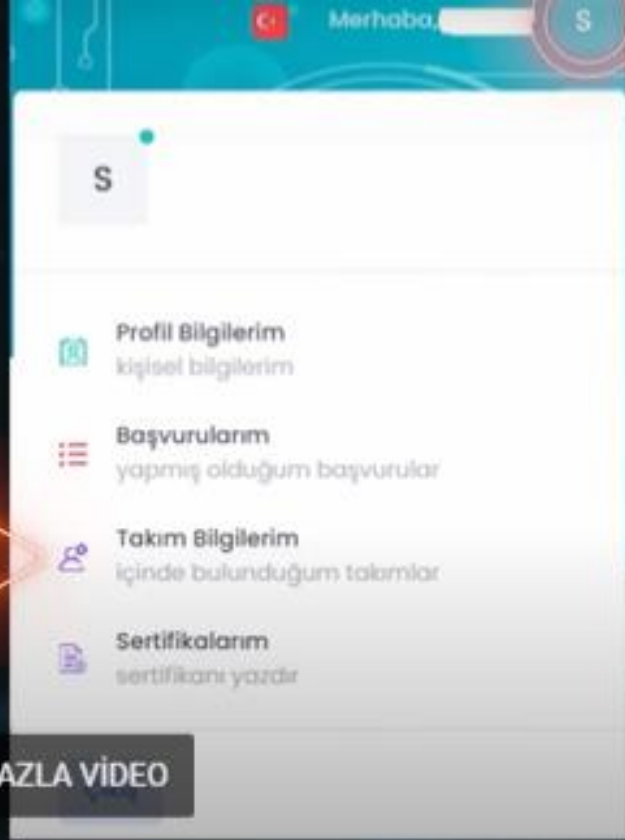 Merhaba,
S
S
Profil Bilgilerim
kişisel bilgilerim
Başvurularım
yapmış olduğum başvurular
Takım Bilgilerim
içinde bulunduğum takımlar
Sertifikalarım
sertifikanı yazdır
AZLA VİDEO